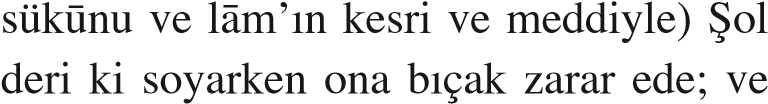 sükūnu ve lām’ın kesri ve meddiyle) Şol
deri ki soyarken ona bıçak zarar ede; ve